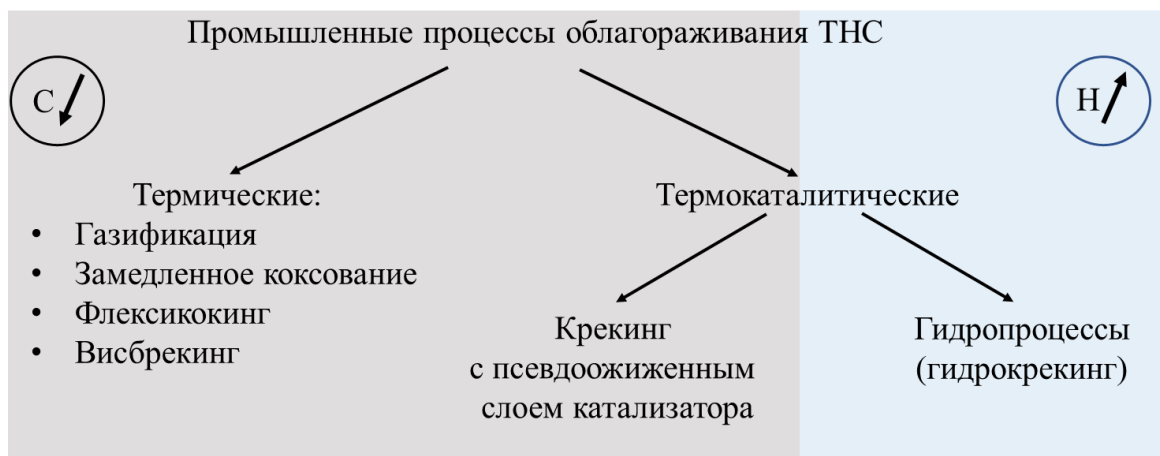 Промышленные процессы облагораживания ТНС
С
Н
Термические:
• Газификация
• Замедленное коксование
• Флексикокинг
• Висбрекинг
Термокаталитические
Крекинг
с псевдоожиженным
слоем катализатора
Гидропроцессы
(гидрокрекинг)